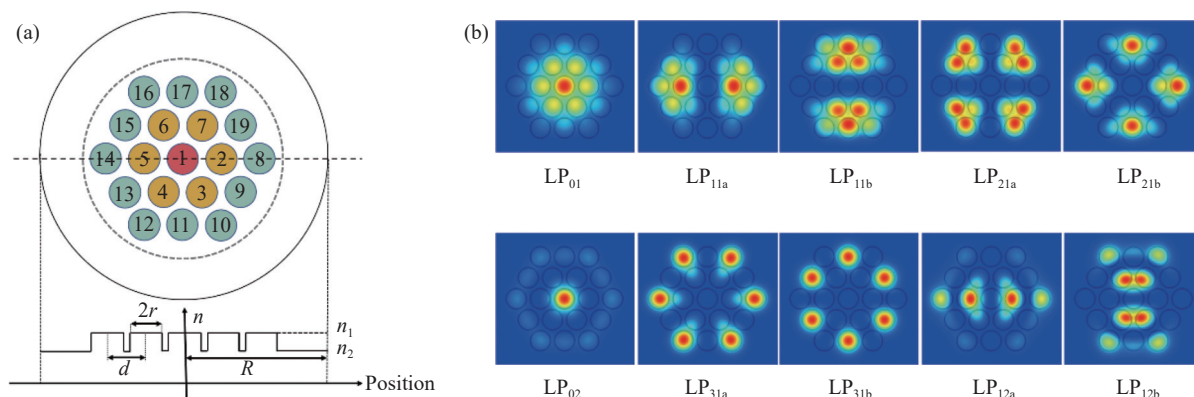 (a)
16 17 18
15 6 7 19
14 5 1 2 8
13 4 3 9
12 11 10
2r
n
n₁
n₂
d
R
Position
(b)
LP₀₁ LP₁₁ₐ LP₁₁b LP₂₁ₐ LP₂₁b
LP₀₂ LP₃₁ₐ LP₃₁b LP₁₂ₐ LP₁₂b